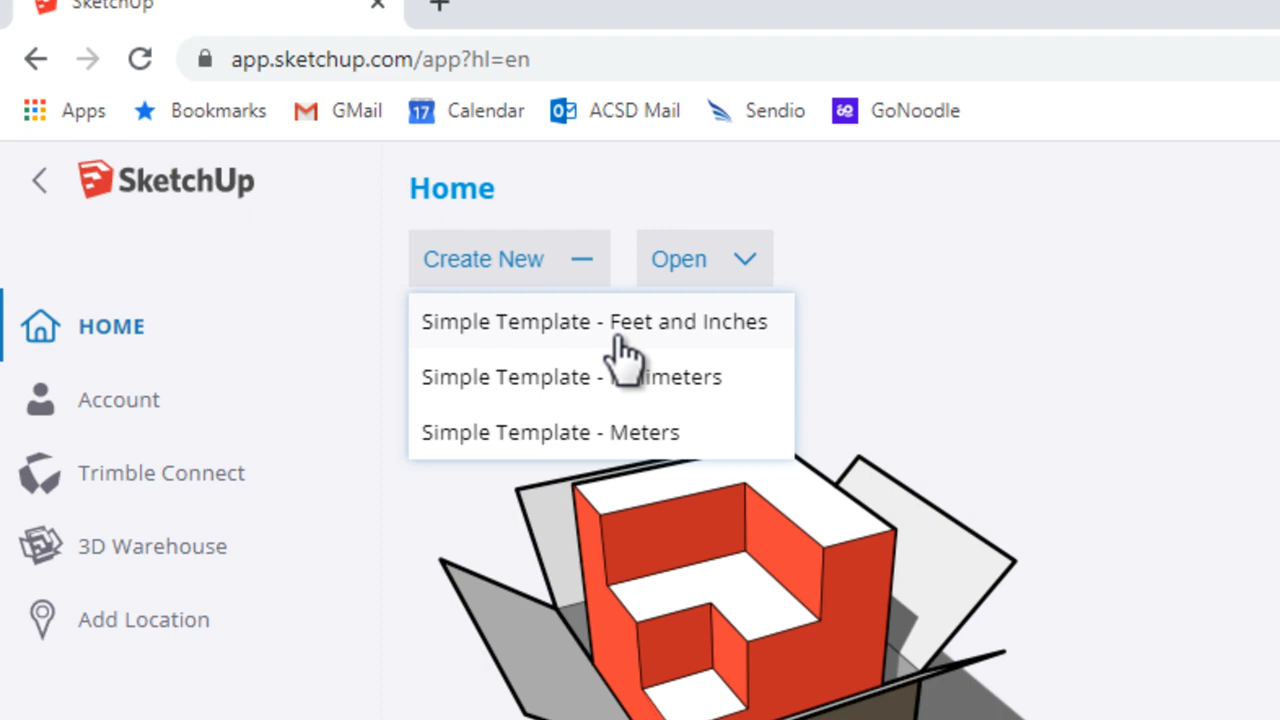 SketchUp
app.sketchup.com/app?hl=en
Apps Bookmarks GMail 17 Calendar ACSD Mail Sendio GoNoodle
SketchUp
Home
Create New Open
Simple Template - Feet and Inches
Simple Template - meters
Simple Template - Meters
HOME
Account
Trimble Connect
3D Warehouse
Add Location